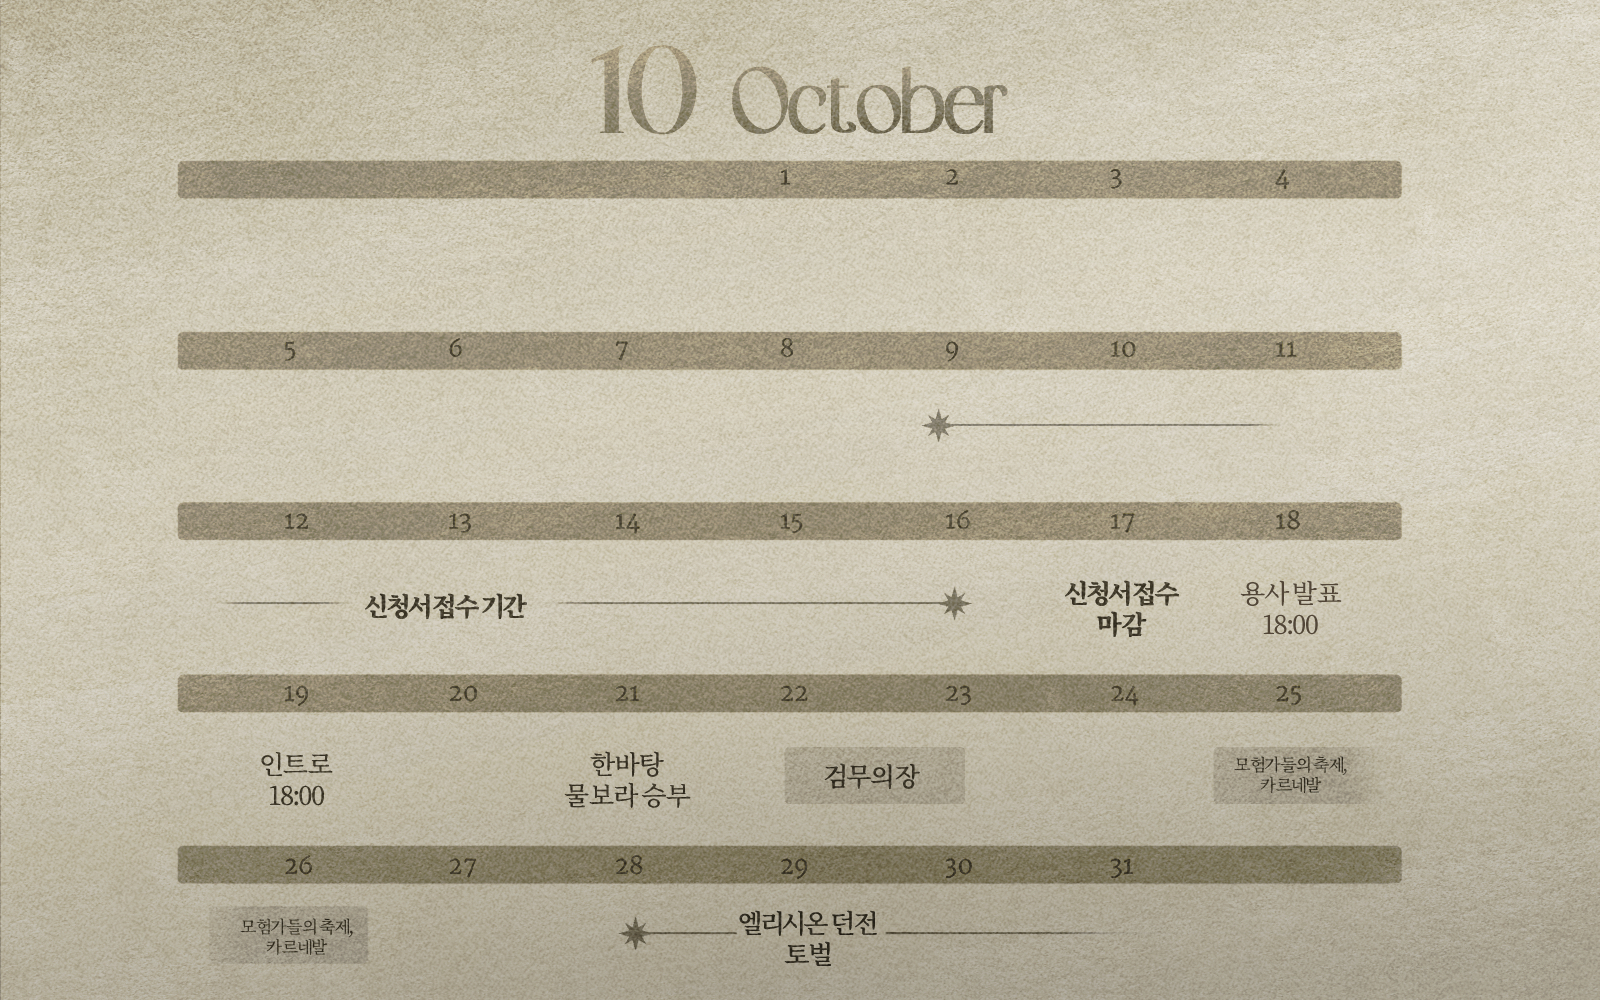 10 October
1 2 3 4
5 6 7 8 9 10 11
12 13 14 15 16 17 18
신청서 접수 기간
신청서 접수
마감
용사 발표
18:00
19 20 21 22 23 24 25
인트로
18:00
한바탕
물보라 승부
검무의 장
모험가들의 축제,
카르네발
26 27 28 29 30 31
모험가들의 축제,
카르네발
엘리시온 던전
토벌